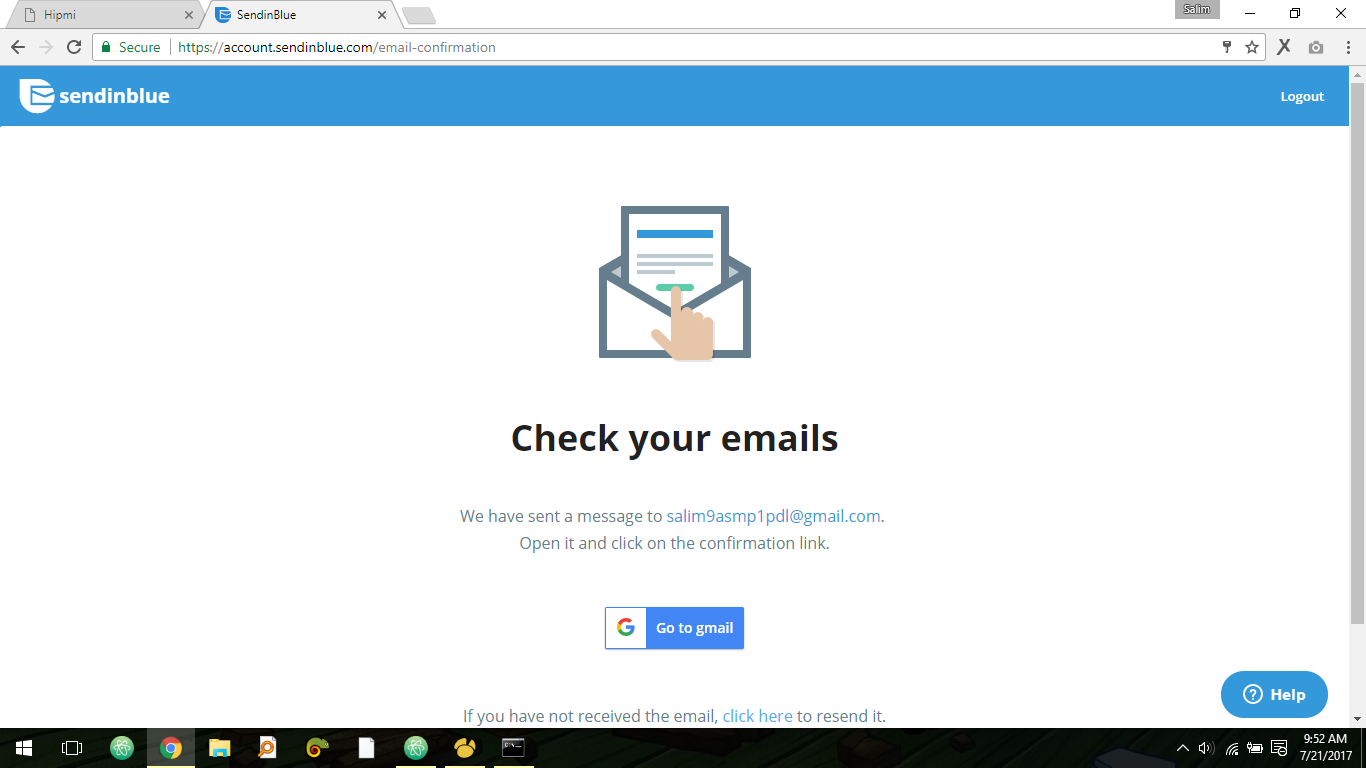 Hipmi
SendinBlue
Salim
Secure
https://account.sendinblue.com/email-confirmation
sendinblue
Logout
Check your emails
We have sent a message to salim9asmp1pdl@gmail.com.
Open it and click on the confirmation link.
Go to gmail
If you have not received the email, click here to resend it.
Help
9:52 AM
7/21/2017